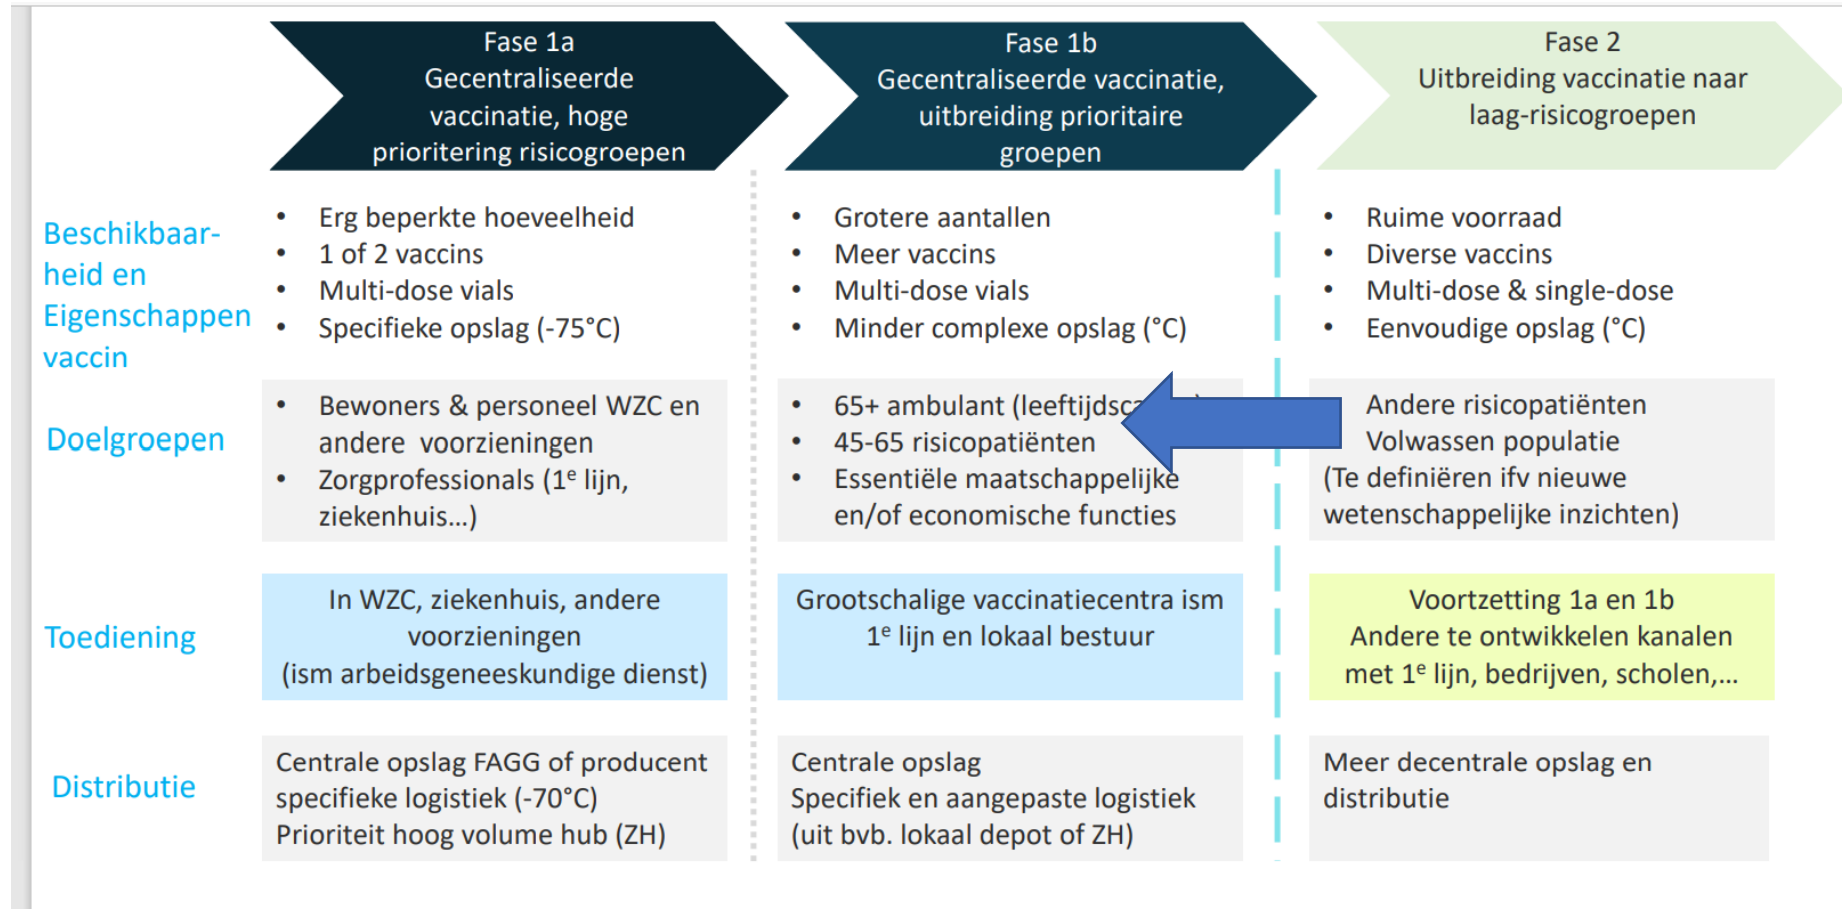 Fase 1a
Gecentraliseerde
vaccinatie, hoge
prioritering risicogroepen
Fase 1b
Gecentraliseerde vaccinatie,
uitbreiding prioritaire
groepen
Fase 2
Uitbreiding vaccinatie naar
laag-risicogroepen
Beschikbaar-
heid en
Eigenschappen
vaccin
• Erg beperkte hoeveelheid
• 1 of 2 vaccins
• Multi-dose vials
• Specifieke opslag (-75°C)
• Grotere aantallen
• Meer vaccins
• Multi-dose vials
• Minder complexe opslag (°C)
• Ruime voorraad
• Diverse vaccins
• Multi-dose & single-dose
• Eenvoudige opslag (°C)
Doelgroepen
• Bewoners & personeel WZC en
andere voorzieningen
• Zorgprofessionals (1e lijn,
ziekenhuis...)
• 65+ ambulant
• 45-65 risicopatiënten
• Essentiële maatschappelijke
en/of economische functies
Andere risicopatiënten
Volwassen populatie
(Te definiëren ifv nieuwe
wetenschappelijke inzichten)
Toediening
In WZC, ziekenhuis, andere
voorzieningen
(ism arbeidsgeneeskundige dienst)
Grootschalige vaccinatiecentra ism
1e lijn en lokaal bestuur
Voortzetting 1a en 1b
Andere te ontwikkelen kanalen
met 1e lijn, bedrijven, scholen,...
Distributie
Centrale opslag FAGG of producent
specifieke logistiek (-70°C)
Prioriteit hoog volume hub (ZH)
Centrale opslag
Specifiek en aangepaste logistiek
(uit bvb. lokaal depot of ZH)
Meer decentrale opslag en
distributie